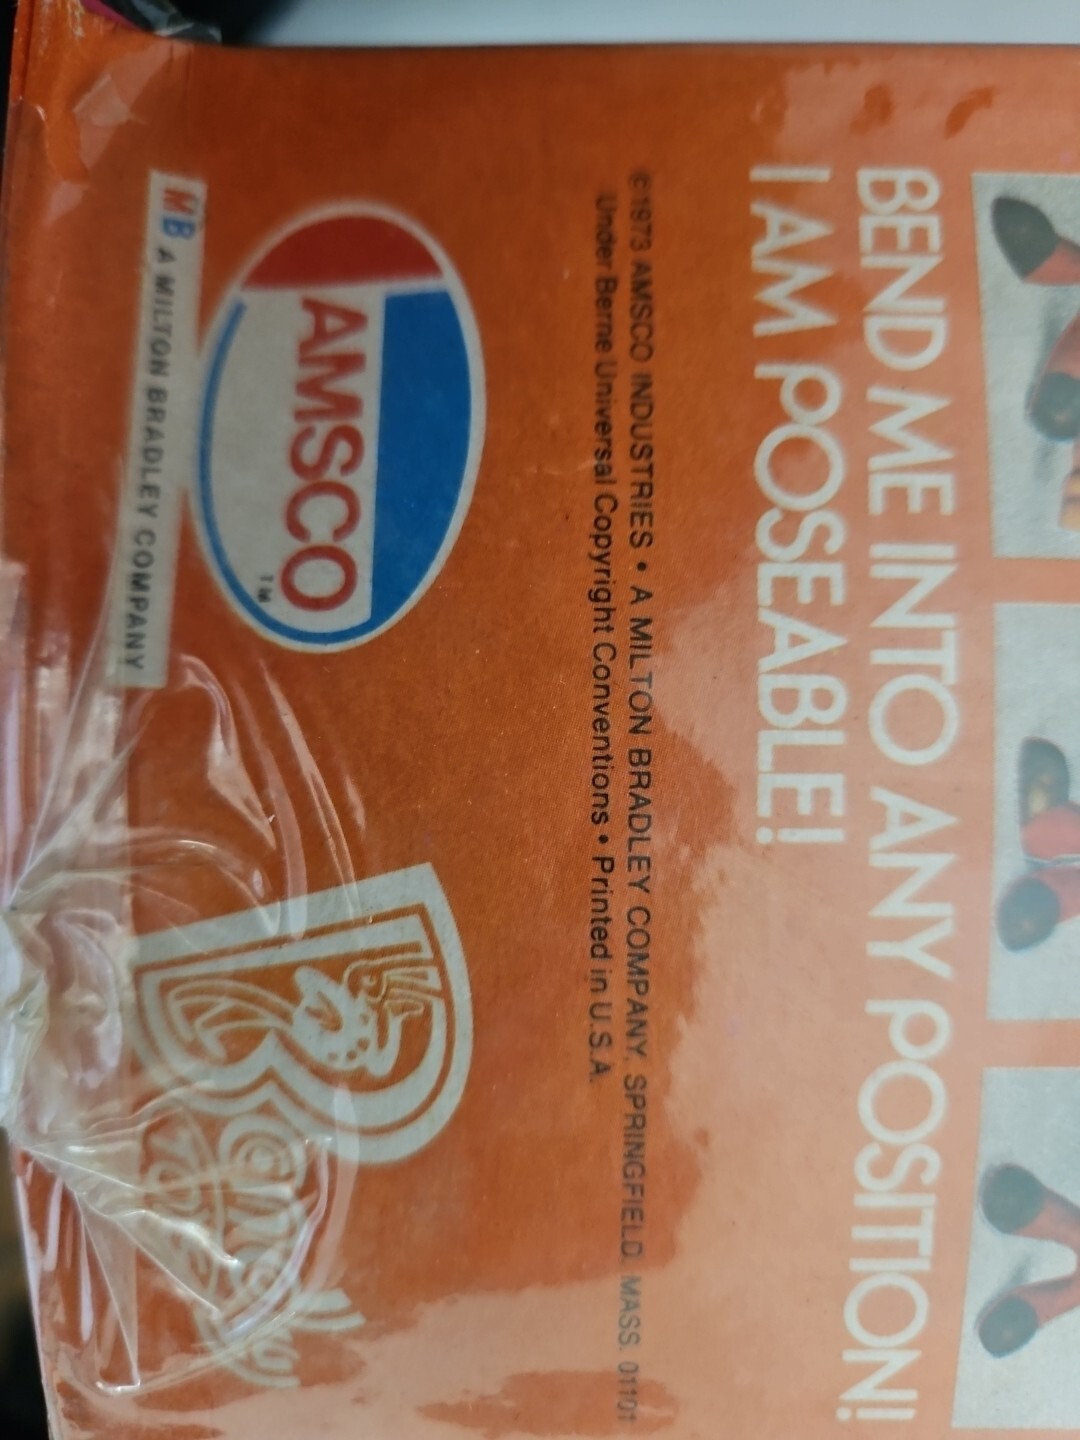 BEND ME INTO ANY POSITION!
I AM POSEABLE!
©1973 AMSCO INDUSTRIES • A MILTON BRADLEY COMPANY, SPRINGFIELD, MASS. 01101
Under Berne Universal Copyright Conventions • Printed in U.S.A.
AMSCO
TM
MB A MILTON BRADLEY COMPANY